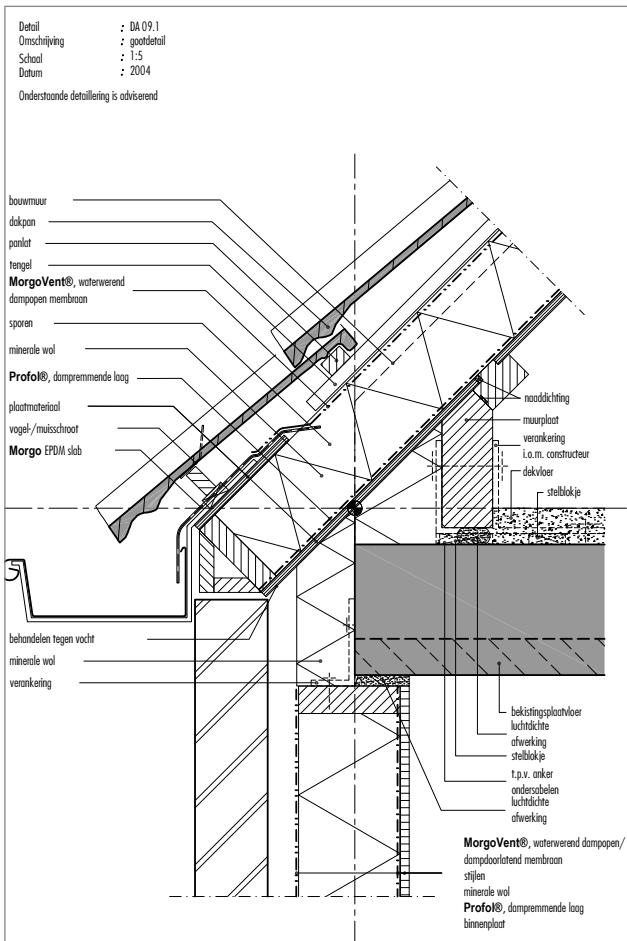 Detail : DA 09.1
Omschrijving : gootdetail
Schaal : 1:5
Datum : 2004
Onderstaande detaillering is adviserend
bouwmuur
dakpan
panlat
tengel
MorgoVent®, waterwerend
dampopen membraan
sporen
minerale wol
Profol®, dampremmende laag
plaatmateriaal
vogel-/muisschroot
Morgo EPDM slab
naaddichting
muurplaat
verankering
i.o.m. constructeur
dekvloer
stelblokje
behandelen tegen vocht
minerale wol
verankering
bekistingsplaatvloer
luchtdichte
afwerking
stelblokje
t.p.v. anker
ondersabelen
luchtdichte
afwerking
MorgoVent®, waterwerend dampopen/
dampdoorlatend membraan
stijlen
minerale wol
Profol®, dampremmende laag
binnenplaat